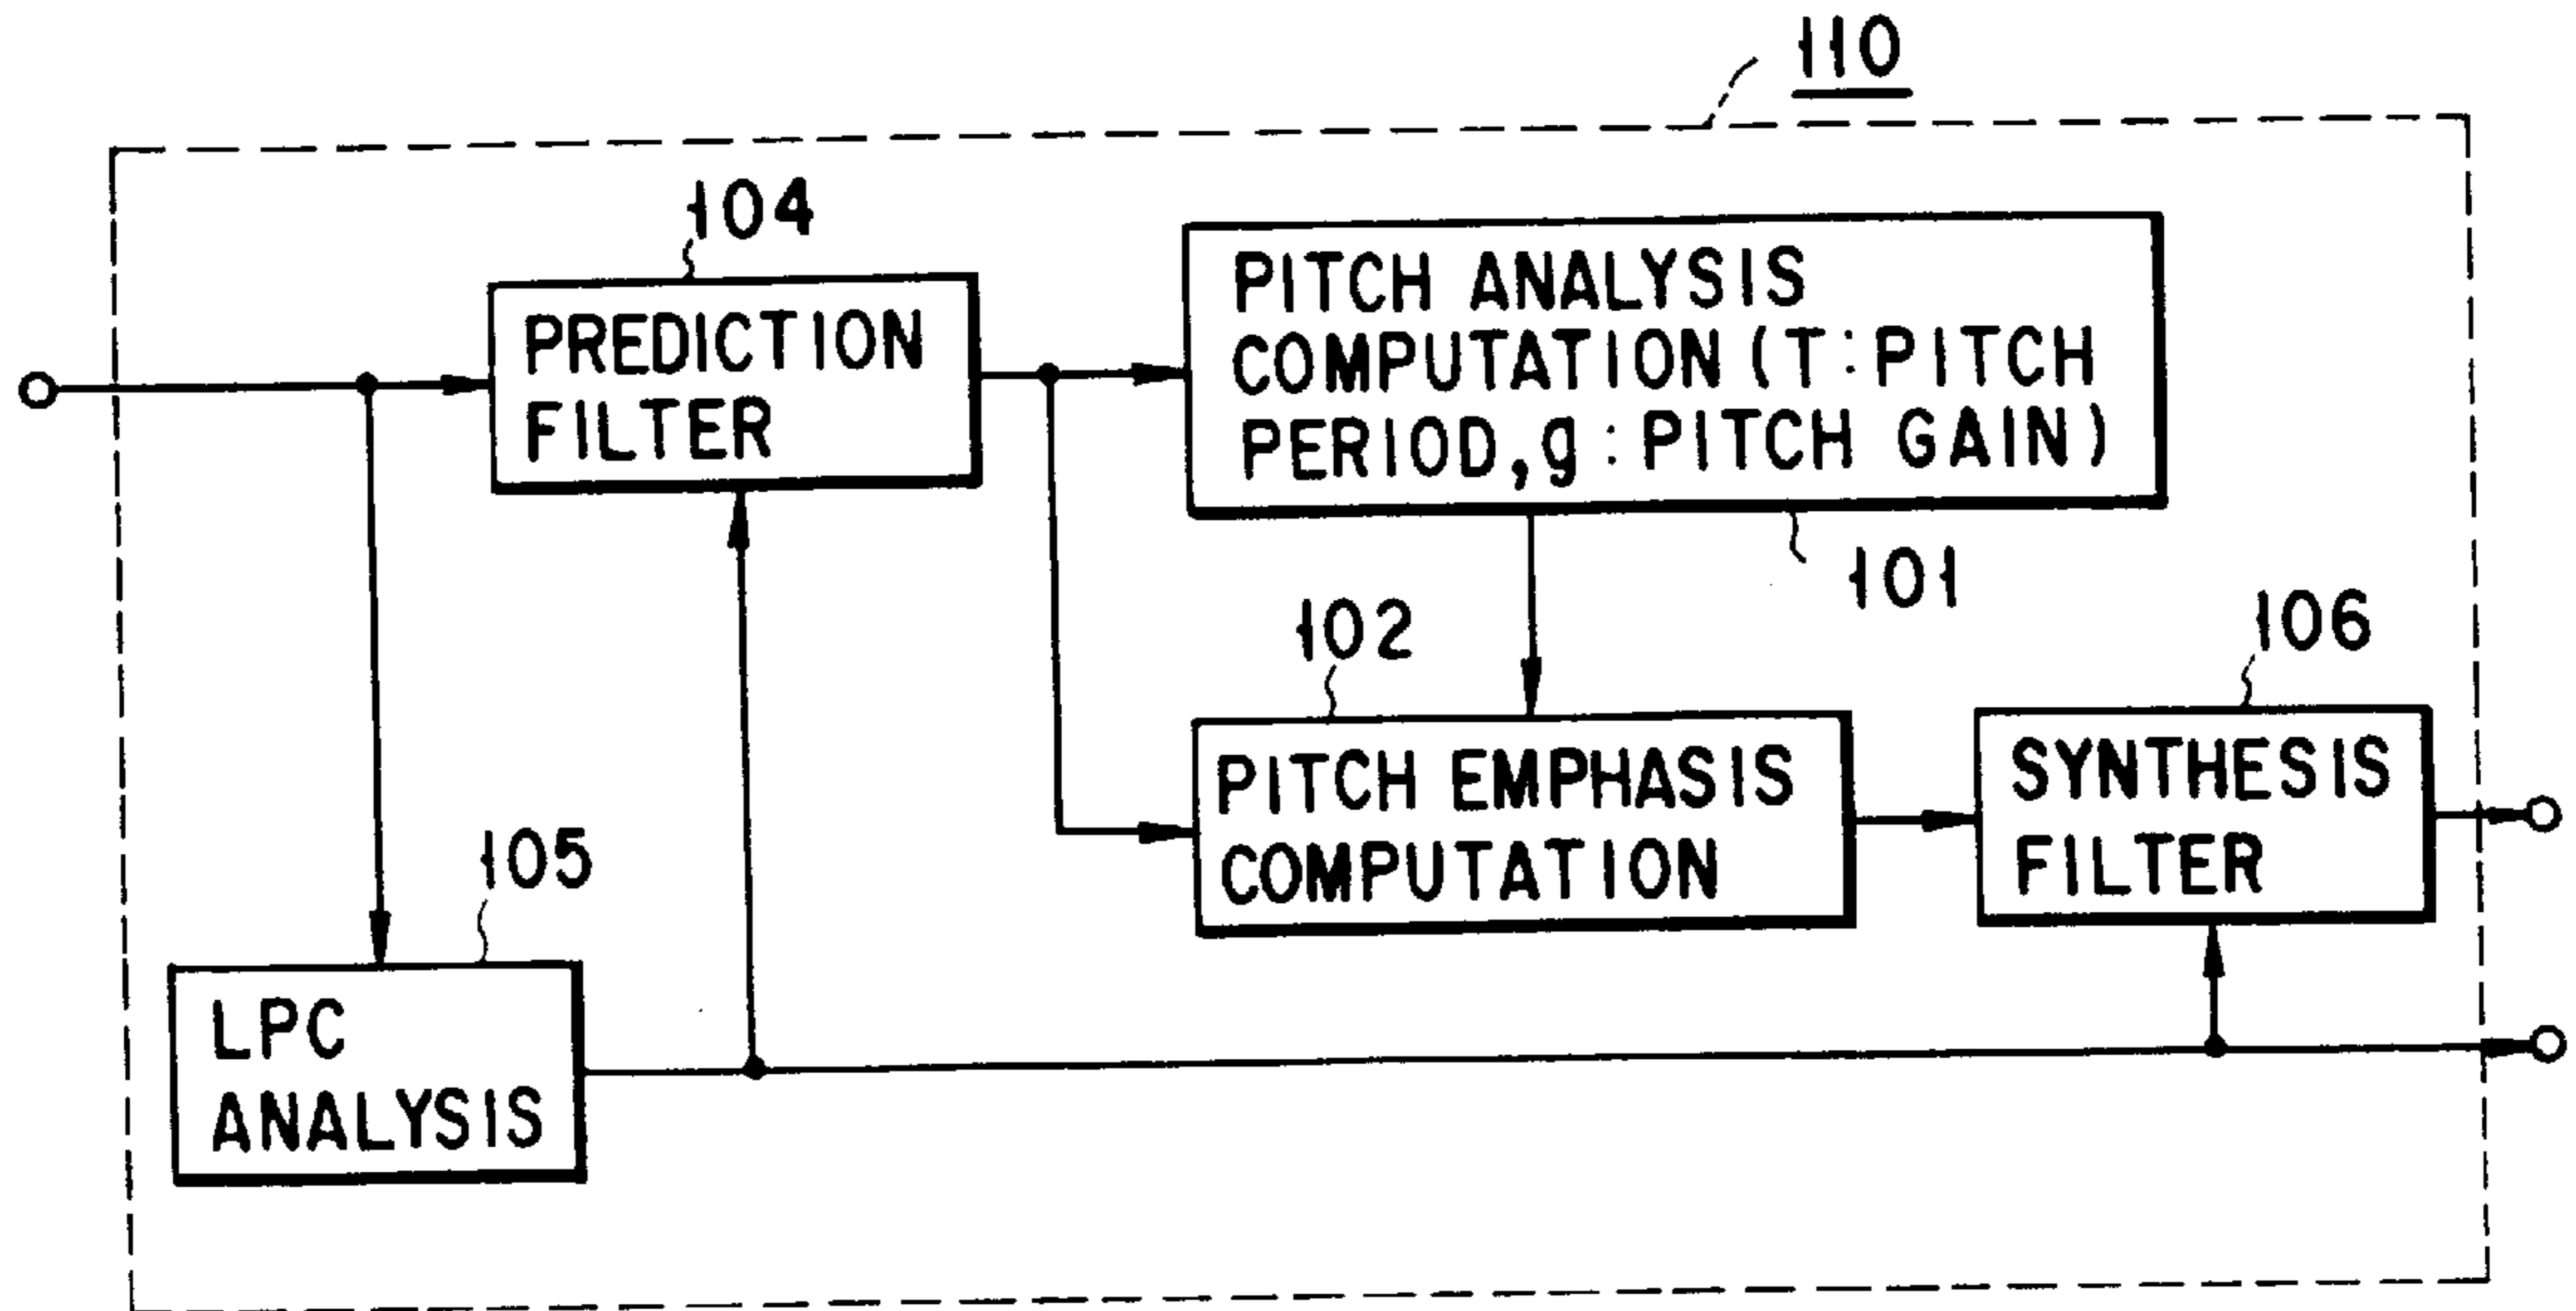 110
104
PREDICTION
FILTER
PITCH ANALYSIS
COMPUTATION (T : PITCH
PERIOD, g : PITCH GAIN)
101
102
PITCH EMPHASIS
COMPUTATION
106
SYNTHESIS
FILTER
105
LPC
ANALYSIS